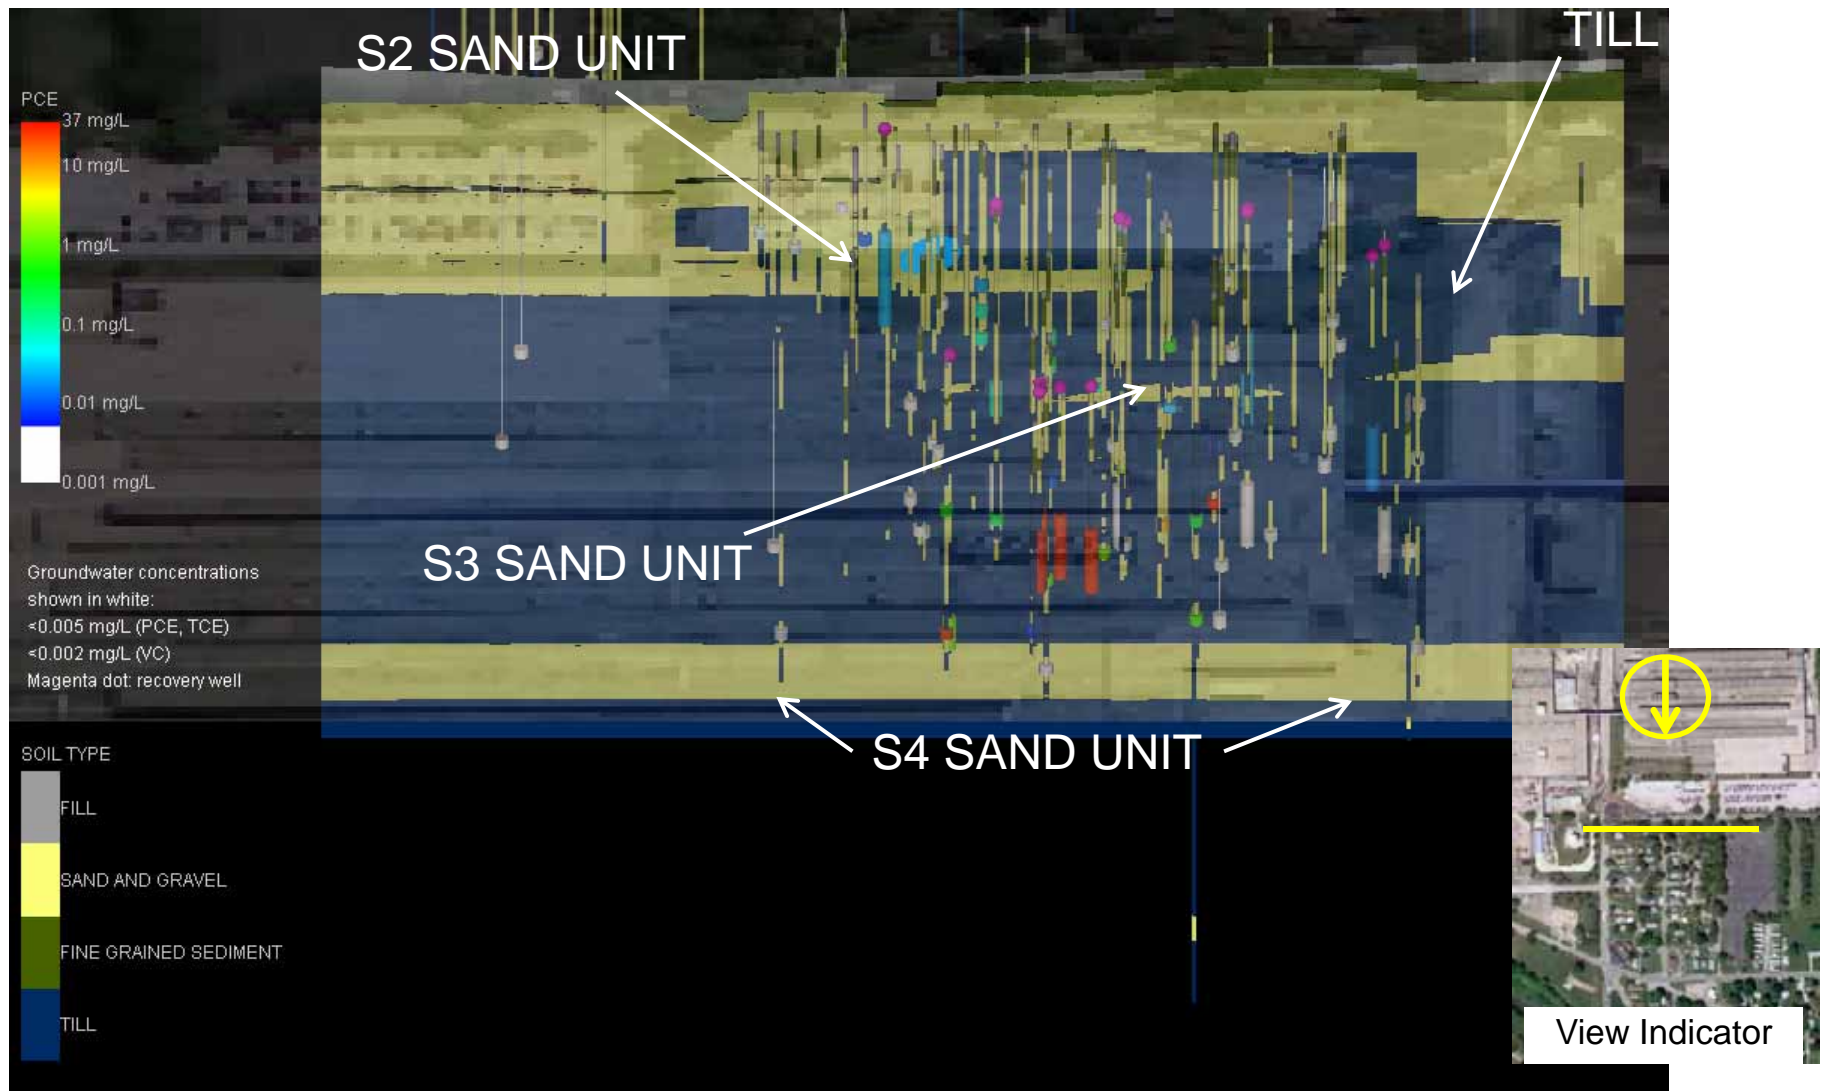 S2 SAND UNIT
TILL
PCE
37 mg/L
10 mg/L
1 mg/L
0.1 mg/L
0.01 mg/L
0.001 mg/L
S3 SAND UNIT
Groundwater concentrations
shown in white:
<0.005 mg/L (PCE, TCE)
<0.002 mg/L (VC)
Magenta dot: recovery well
S4 SAND UNIT
SOIL TYPE
FILL
SAND AND GRAVEL
FINE GRAINED SEDIMENT
TILL
View Indicator